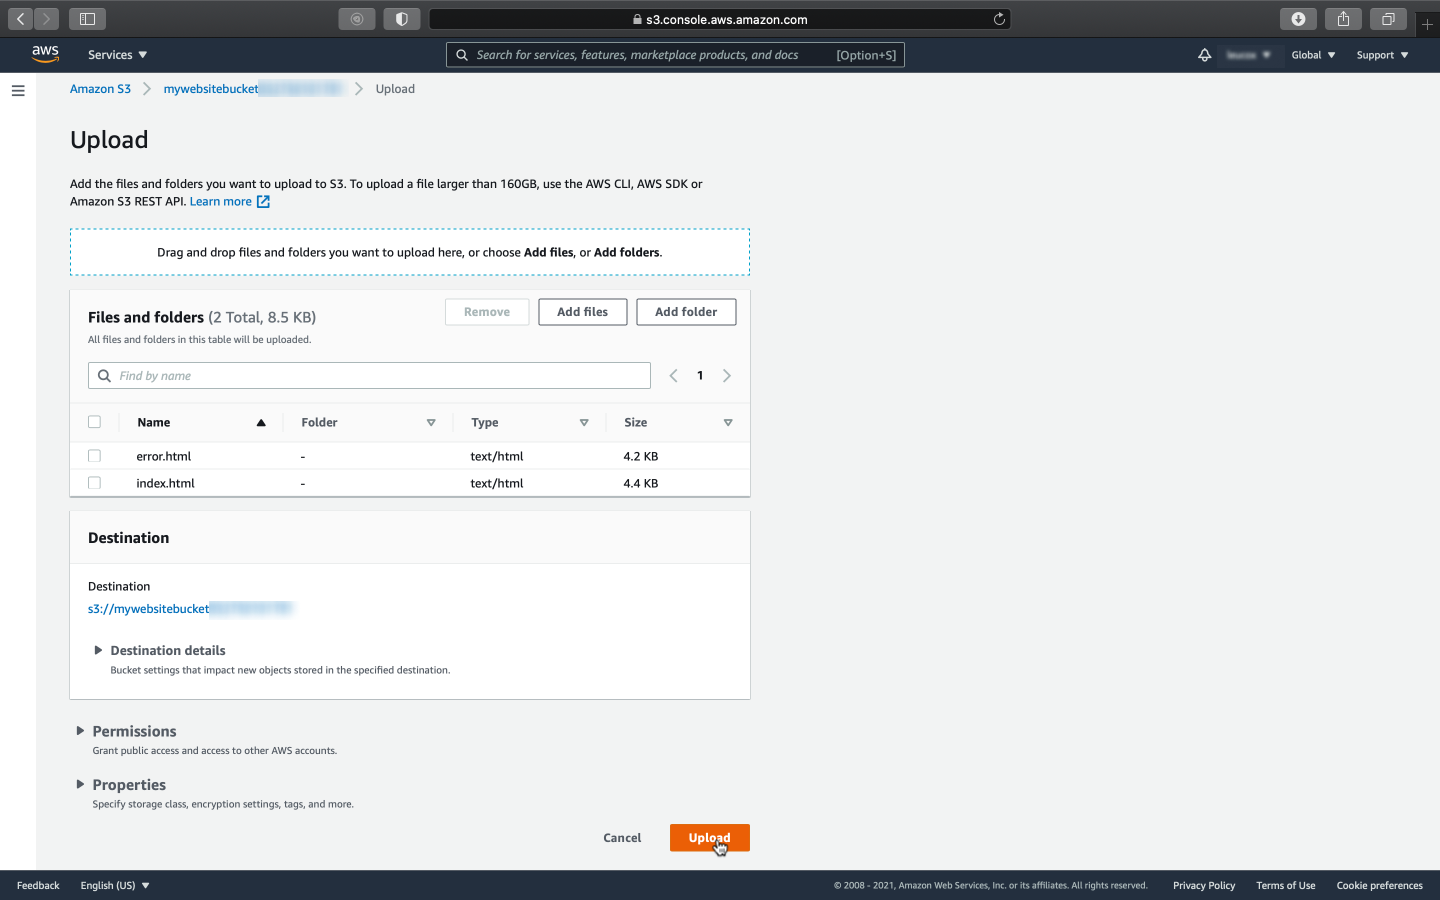 s3.console.aws.amazon.com
aws Services Search for services, features, marketplace products, and docs [Option+S] Global Support
Amazon S3 mywebsitebucket Upload
Upload
Add the files and folders you want to upload to S3. To upload a file larger than 160GB, use the AWS CLI, AWS SDK or
Amazon S3 REST API. Learn more
Drag and drop files and folders you want to upload here, or choose Add files, or Add folders.
Files and folders (2 Total, 8.5 KB) Remove Add files Add folder
All files and folders in this table will be uploaded.
Find by name 1
Name Folder Type Size
error.html - text/html 4.2 KB
index.html - text/html 4.4 KB
Destination
Destination
s3://mywebsitebucket
Destination details
Bucket settings that impact new objects stored in the specified destination.
Permissions
Grant public access and access to other AWS accounts.
Properties
Specify storage class, encryption settings, tags, and more.
Cancel Upload
Feedback English (US) © 2008 - 2021, Amazon Web Services, Inc. or its affiliates. All rights reserved. Privacy Policy Terms of Use Cookie preferences